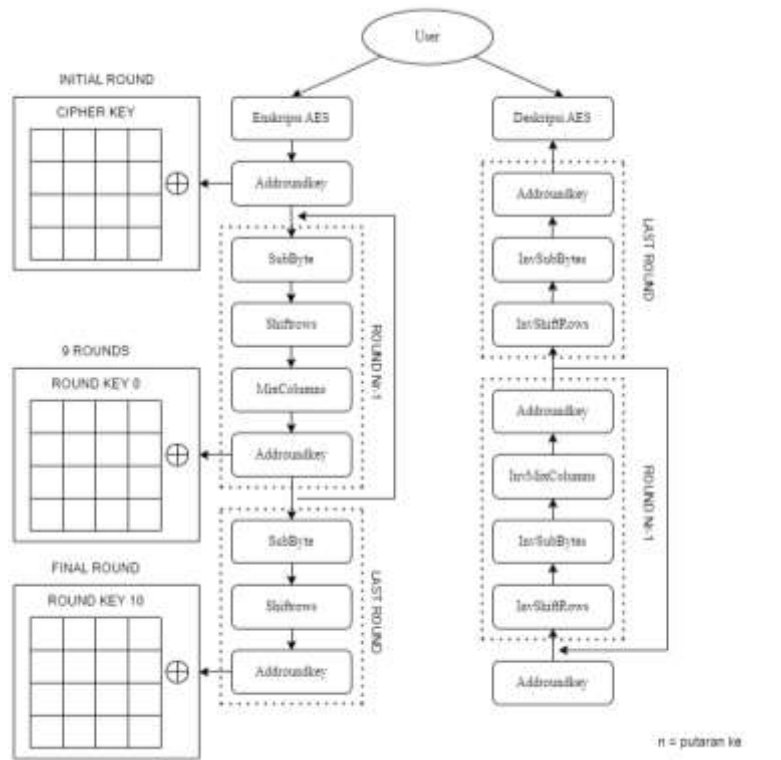 User
INITIAL ROUND
CIPHER KEY
Enskripsi AES
Addroundkey
SubByte
Shiftrows
MixColumns
Addroundkey
ROUND Nr-1
9 ROUNDS
ROUND KEY 0
SubByte
Shiftrows
Addroundkey
LAST ROUND
FINAL ROUND
ROUND KEY 10
Deskripsi AES
Addroundkey
InvSubBytes
InvShiftRows
LAST ROUND
Addroundkey
InvMixColumns
InvSubBytes
InvShiftRows
ROUND Nr-1
Addroundkey
n = putaran ke